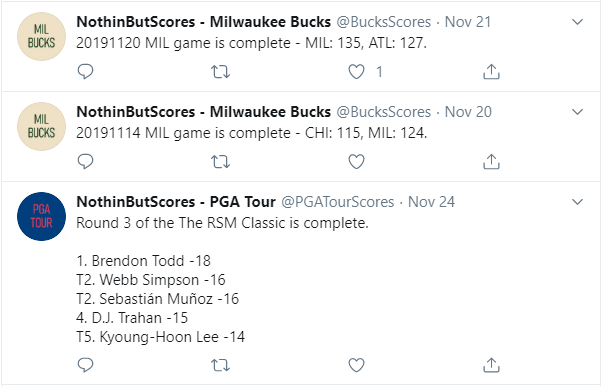 MIL
BUCKS
NothinButScores - Milwaukee Bucks @BucksScores · Nov 21
20191120 MIL game is complete - MIL: 135, ATL: 127.
1
MIL
BUCKS
NothinButScores - Milwaukee Bucks @BucksScores · Nov 20
20191114 MIL game is complete - CHI: 115, MIL: 124.
PGA
TOUR
NothinButScores - PGA Tour @PGATourScores · Nov 24
Round 3 of the The RSM Classic is complete.
1. Brendon Todd -18
T2. Webb Simpson -16
T2. Sebastián Muñoz -16
4. D.J. Trahan -15
T5. Kyoung-Hoon Lee -14